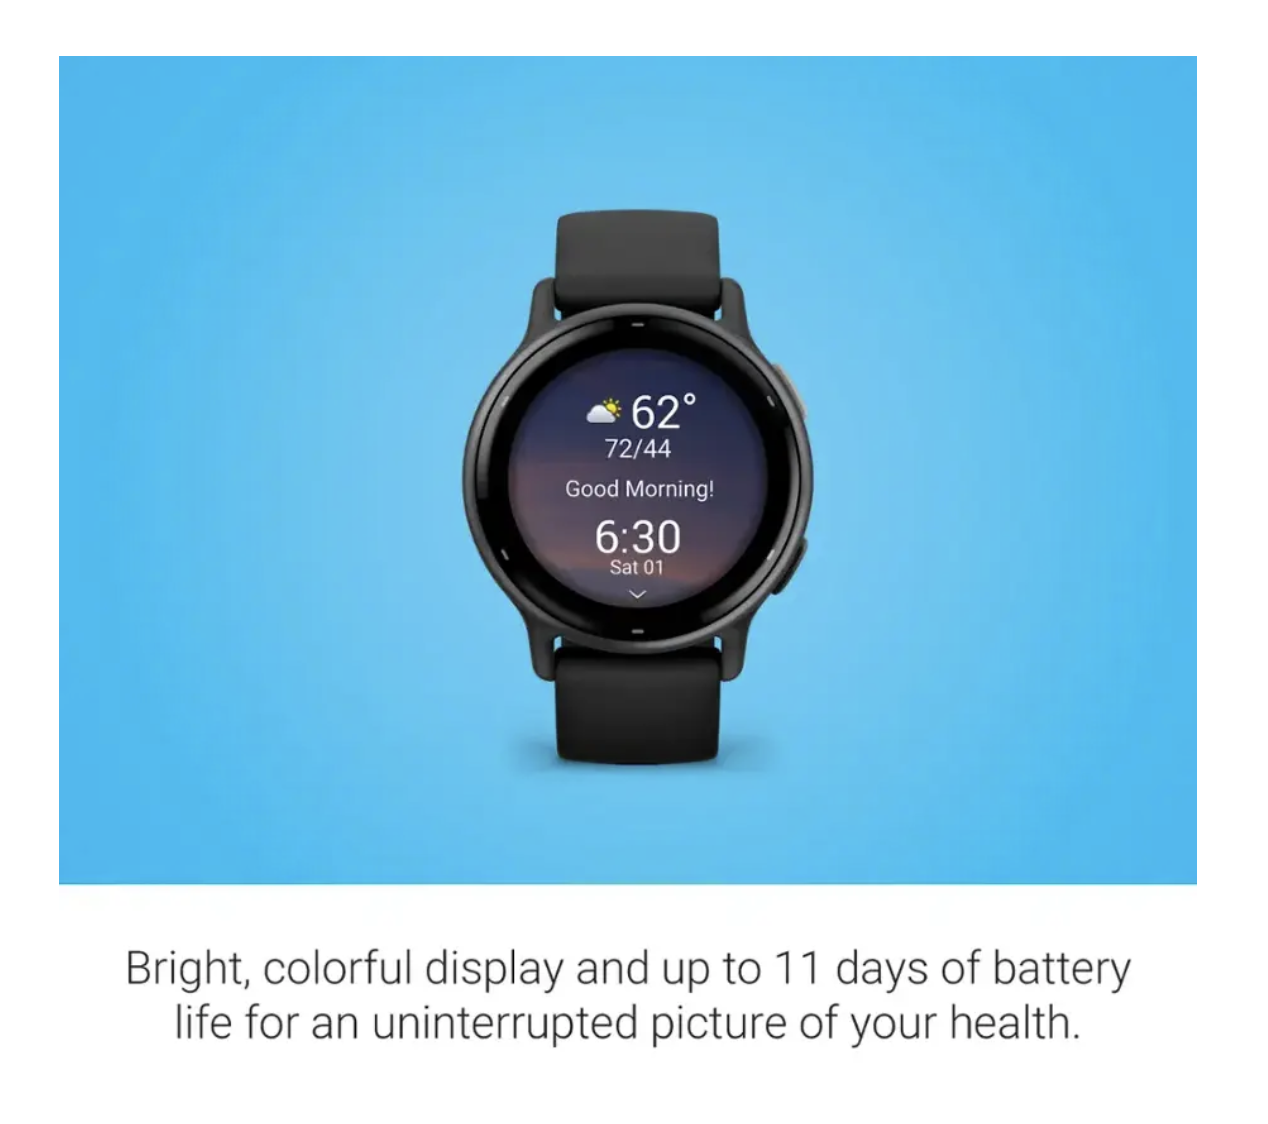 62°
72/44
Good Morning!
6:30
Sat 01
Bright, colorful display and up to 11 days of battery
life for an uninterrupted picture of your health.